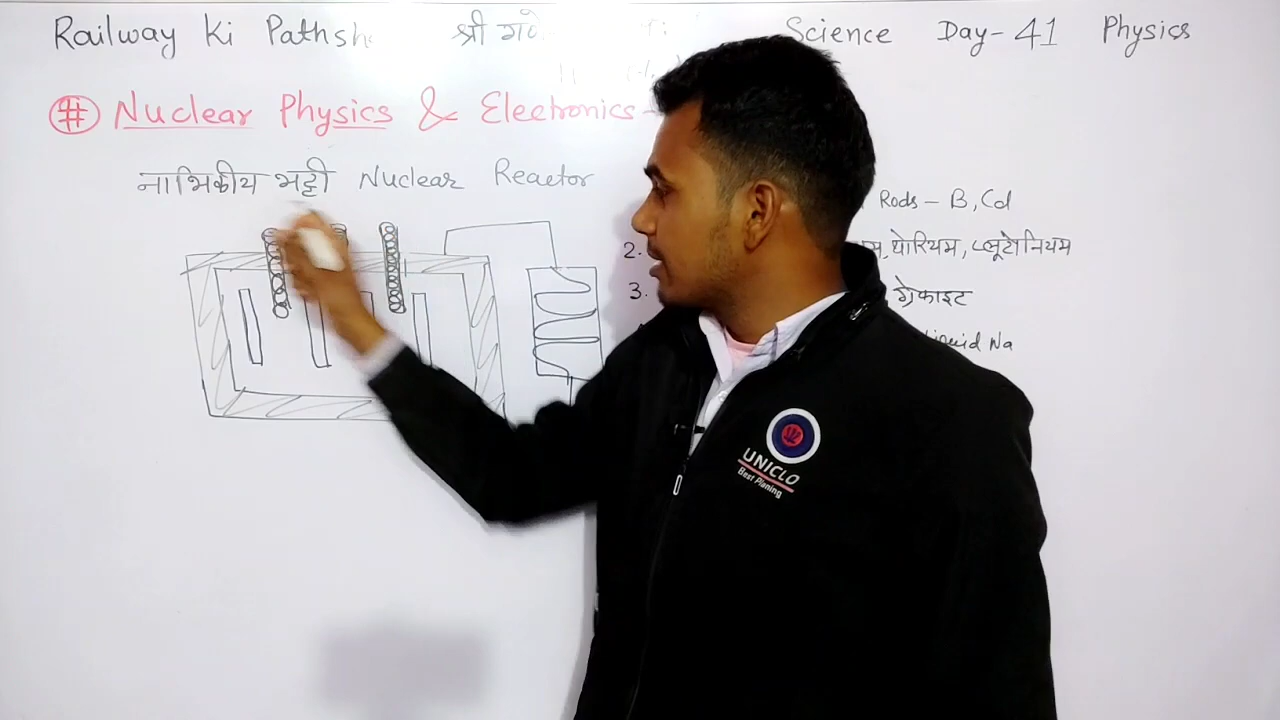 Railway Ki Pathsh श्री Science Day-41 Physics
# Nuclear Physics & Electronics -
नाभिकीय भट्टी Nuclear Reactor
Rods - B, Cd
2. थोरियम, प्लूटोनियम
3. ग्रेफाइट
Liquid Na
UNICLO
Best Planing